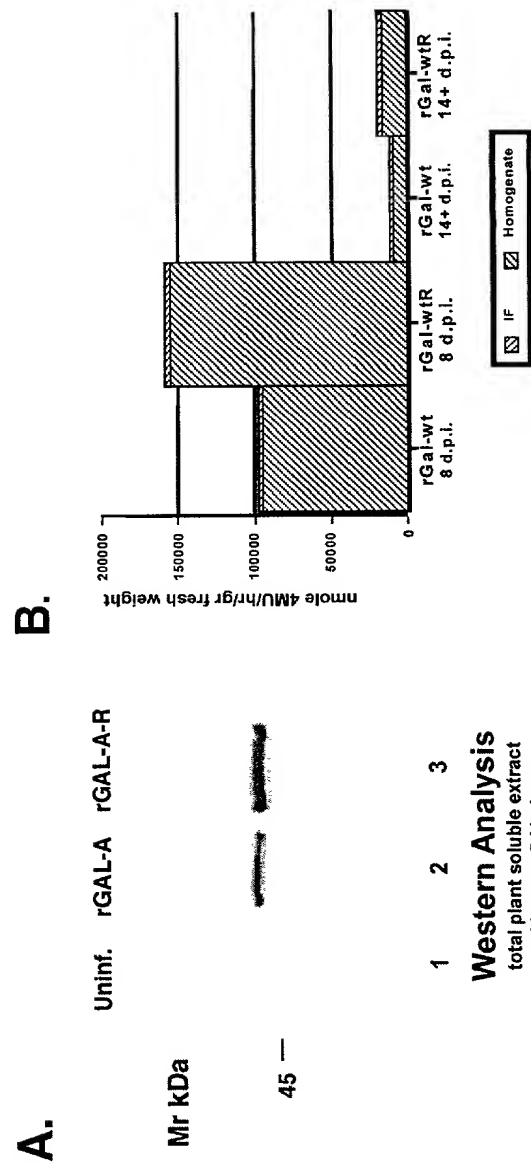 A.
Uninf. rGAL-A rGAL-A-R
Mr kDa
45
1 2 3
Western Analysis
total plant soluble extract
B.
nmole 4MU/hr/gr fresh weight
200000
150000
100000
50000
0
rGal-wt
8 d.p.i.
rGal-wtR
8 d.p.i.
rGal-wt
14+ d.p.i.
rGal-wtR
14+ d.p.i.
IF Homogenate